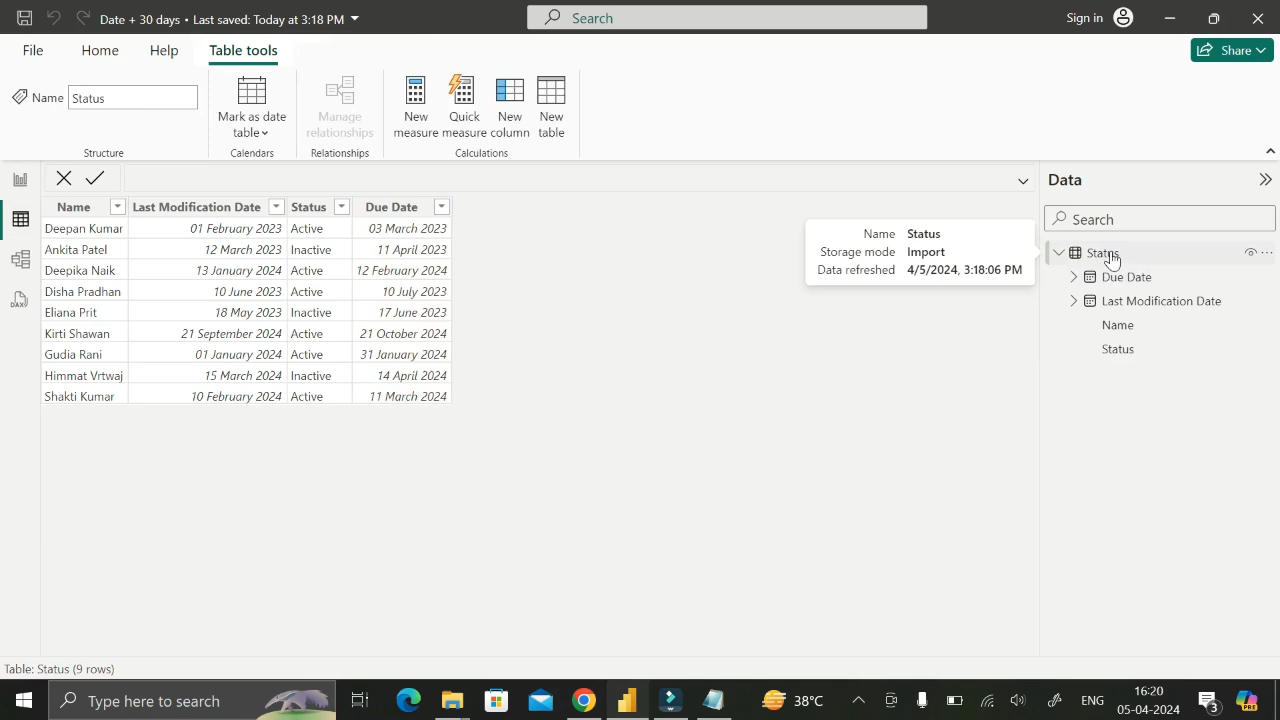 Date + 30 days • Last saved: Today at 3:18 PM
Search
Sign in
File
Home
Help
Table tools
Share
Name
Status
Mark as date table
Manage relationships
New measure
Quick measure
New column
New table
Structure
Calendars
Relationships
Calculations
Data
Search
Name Last Modification Date Status Due Date
Deepan Kumar 01 February 2023 Active 03 March 2023
Ankita Patel 12 March 2023 Inactive 11 April 2023
Deepika Naik 13 January 2024 Active 12 February 2024
Disha Pradhan 10 June 2023 Active 10 July 2023
Eliana Prit 18 May 2023 Inactive 17 June 2023
Kirti Shawan 21 September 2024 Active 21 October 2024
Gudia Rani 01 January 2024 Active 31 January 2024
Himmat Vrtwaj 15 March 2024 Inactive 14 April 2024
Shakti Kumar 10 February 2024 Active 11 March 2024
Name Status
Storage mode Import
Data refreshed 4/5/2024, 3:18:06 PM
Status
Due Date
Last Modification Date
Name
Status
Table: Status (9 rows)
Type here to search
38°C
ENG
16:20
05-04-2024
3
PRE
DAX